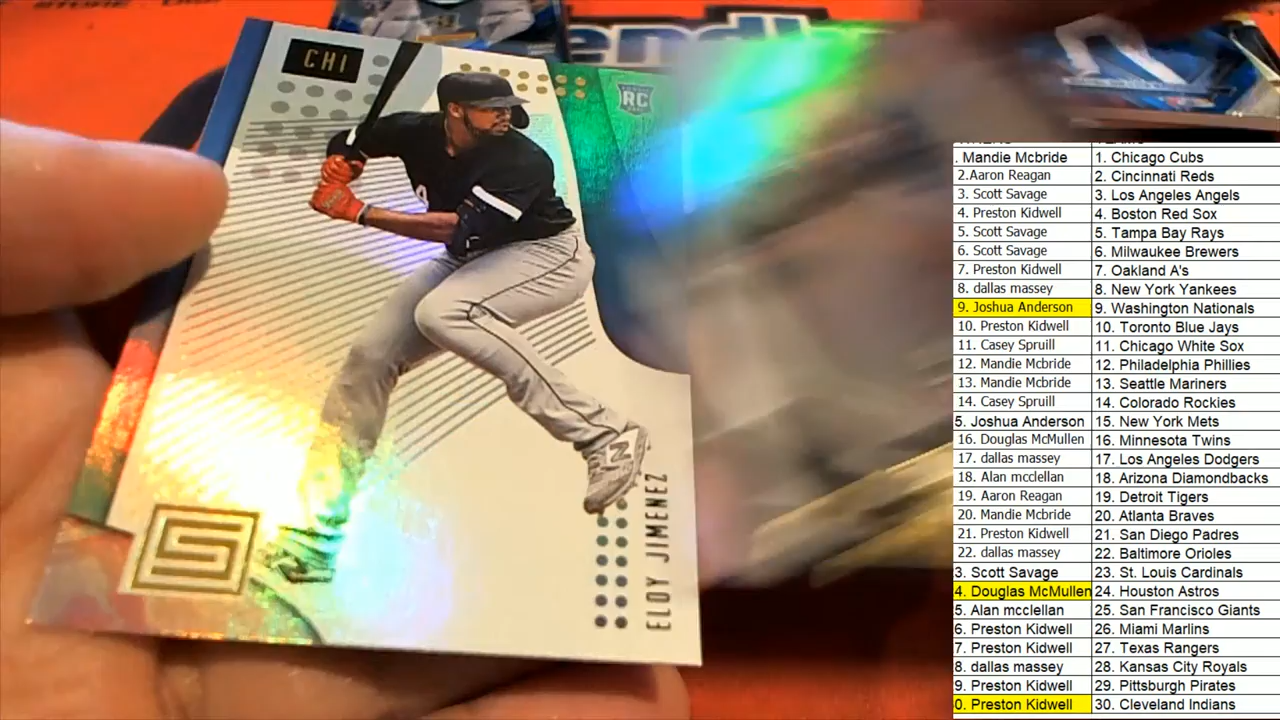 CHI
RC
ELOY JIMENEZ
S
N
. Mandie Mcbride 1. Chicago Cubs
2.Aaron Reagan 2. Cincinnati Reds
3. Scott Savage 3. Los Angeles Angels
4. Preston Kidwell 4. Boston Red Sox
5. Scott Savage 5. Tampa Bay Rays
6. Scott Savage 6. Milwaukee Brewers
7. Preston Kidwell 7. Oakland A's
8. dallas massey 8. New York Yankees
9. Joshua Anderson 9. Washington Nationals
10. Preston Kidwell 10. Toronto Blue Jays
11. Casey Spruill 11. Chicago White Sox
12. Mandie Mcbride 12. Philadelphia Phillies
13. Mandie Mcbride 13. Seattle Mariners
14. Casey Spruill 14. Colorado Rockies
5. Joshua Anderson 15. New York Mets
16. Douglas McMullen 16. Minnesota Twins
17. dallas massey 17. Los Angeles Dodgers
18. Alan mcclellan 18. Arizona Diamondbacks
19. Aaron Reagan 19. Detroit Tigers
20. Mandie Mcbride 20. Atlanta Braves
21. Preston Kidwell 21. San Diego Padres
22. dallas massey 22. Baltimore Orioles
3. Scott Savage 23. St. Louis Cardinals
4. Douglas McMullen 24. Houston Astros
5. Alan mcclellan 25. San Francisco Giants
6. Preston Kidwell 26. Miami Marlins
7. Preston Kidwell 27. Texas Rangers
8. dallas massey 28. Kansas City Royals
9. Preston Kidwell 29. Pittsburgh Pirates
0. Preston Kidwell 30. Cleveland Indians